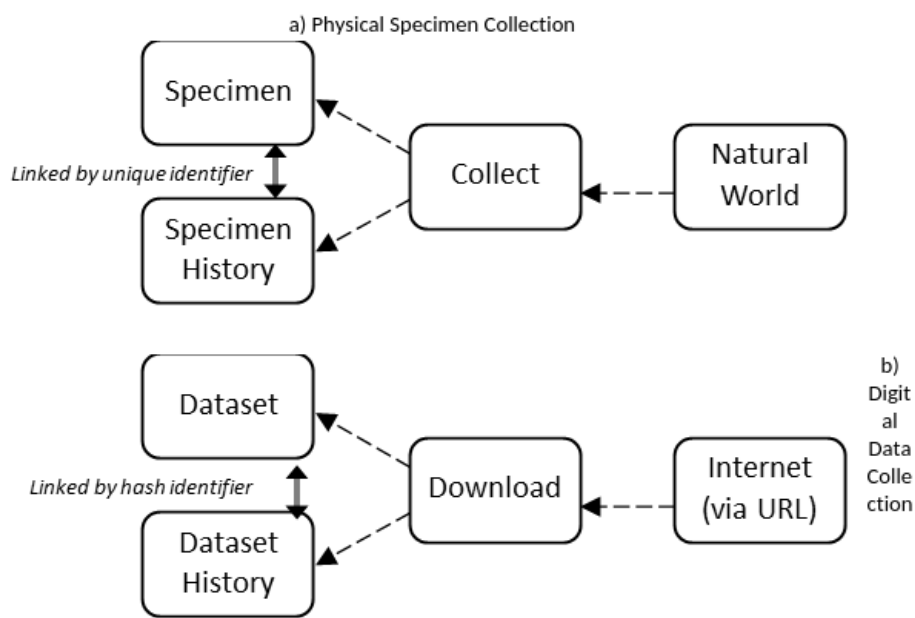 a) Physical Specimen Collection
Specimen
Linked by unique identifier
Specimen
History
Collect
Natural
World
b)
Digit
al
Data
Colle
ction
Dataset
Linked by hash identifier
Dataset
History
Download
Internet
(via URL)